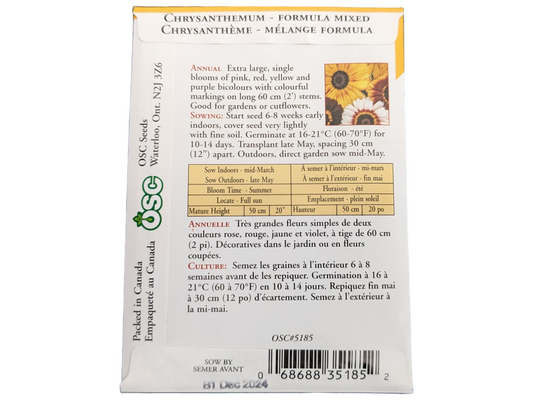 CHRYSANTHEMUM - FORMULA MIXED
CHRYSANTHÈME - MÉLANGE FORMULA
ANNUAL Extra large, single
blooms of pink, red, yellow and
purple bicolours with colourful
markings on long 60 cm (2') stems.
Good for gardens or cutflowers.
SOWING: Start seed 6-8 weeks early
indoors, cover seed very lightly
with fine soil. Germinate at 16-21°C (60-70°F) for
10-14 days. Transplant late May, spacing 30 cm
(12") apart. Outdoors, direct garden sow mid-May.
Sow Indoors - mid-March
Sow Outdoors - late May
Bloom Time - Summer
Locate - Full sun
Mature Height 50 cm 20"
À semer à l'intérieur - mi-mars
À semer à l'extérieur - fin mai
Floraison - été
Emplacement - plein soleil
Hauteur 50 cm 20 po
ANNUELLE Très grandes fleurs simples de deux
couleurs rose, rouge, jaune et violet, à tige de 60 cm
(2 pi). Décoratives dans le jardin ou en fleurs
coupées.
CULTURE: Semez les graines à l'intérieur 6 à 8
semaines avant de les repiquer. Germination à 16 à
21°C (60 à 70°F) en 10 à 14 jours. Repiquez fin mai
à 30 cm (12 po) d'écartement. Semez à l'extérieur à
la mi-mai.
OSC#5185
SOW BY
SEMER AVANT
B1 Dec 2024
0 68688 35185 2
Packed in Canada
Empaqueté au Canada
OSC
OSC Seeds
Waterloo, Ont. N2J 3Z6